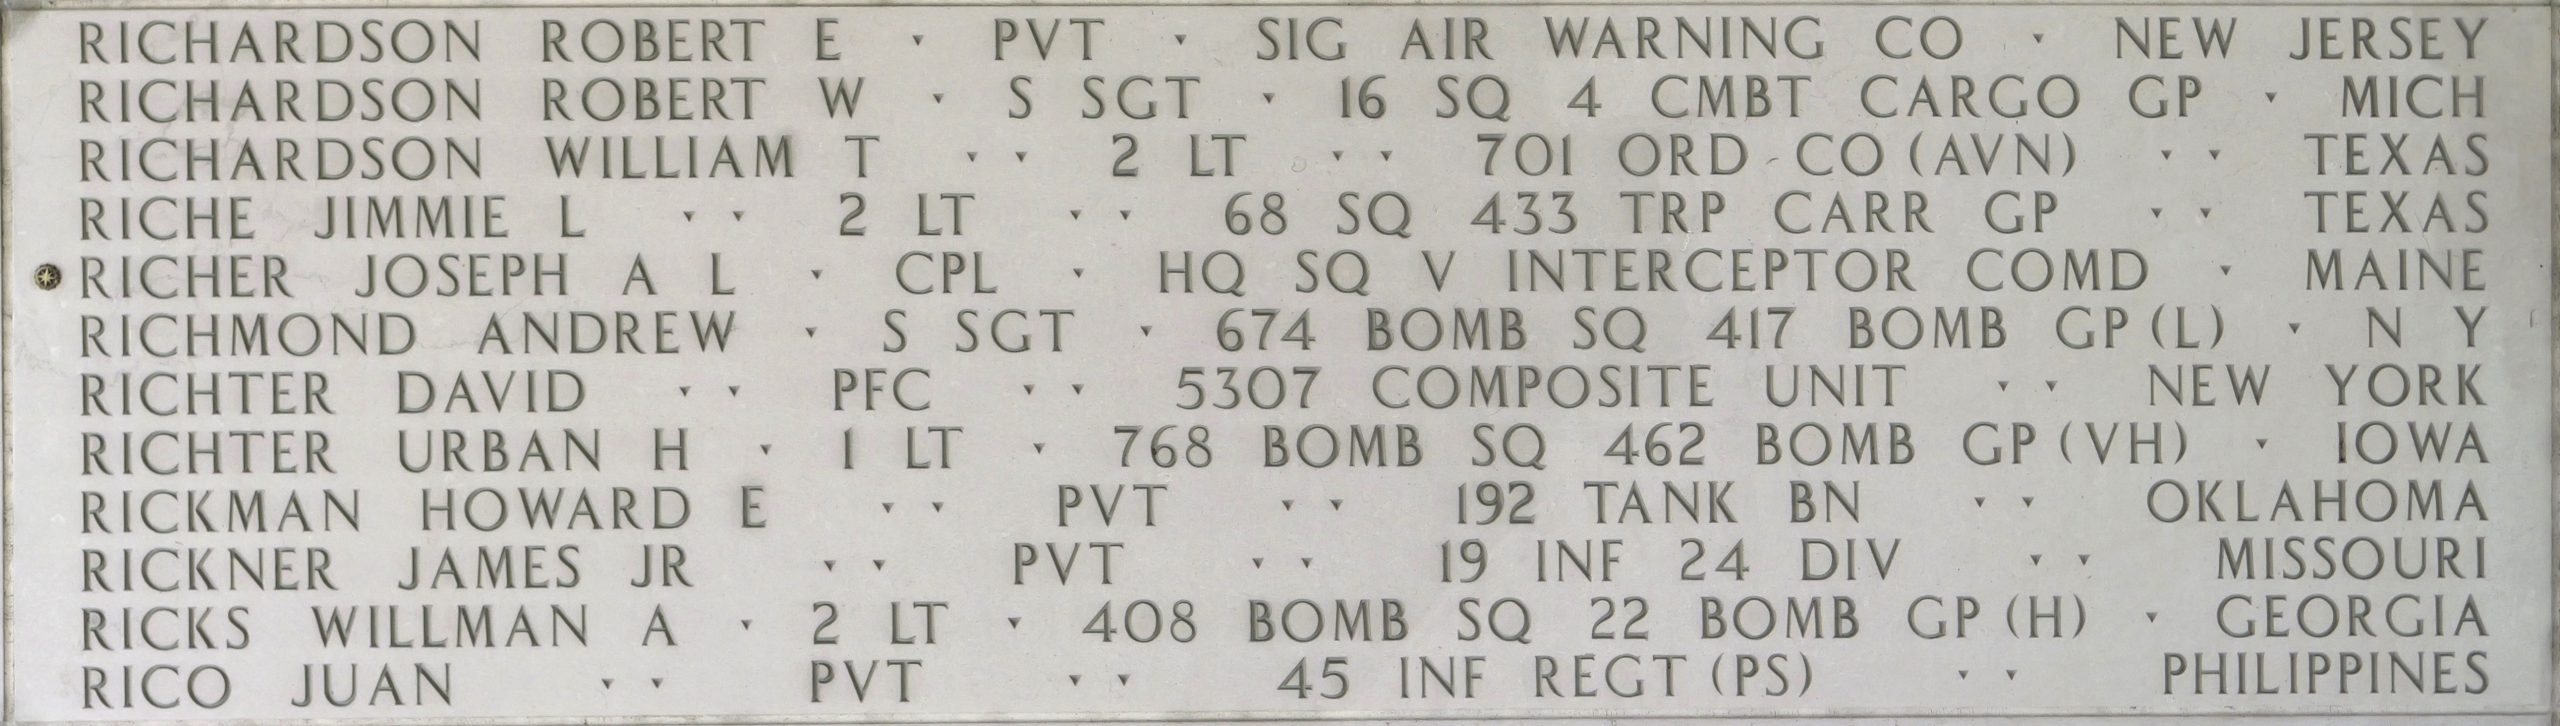 RICHARDSON ROBERT E · PVT · SIG AIR WARNING CO · NEW JERSEY
RICHARDSON ROBERT W · S SGT · 16 SQ 4 CMBT CARGO GP · MICH
RICHARDSON WILLIAM T · · 2 LT · · 701 ORD CO (AVN) · · TEXAS
RICHE JIMMIE L · · 2 LT · · 68 SQ 433 TRP CARR GP · · TEXAS
RICHER JOSEPH A L · CPL · HQ SQ V INTERCEPTOR COMD · MAINE
RICHMOND ANDREW · S SGT · 674 BOMB SQ 417 BOMB GP (L) · N Y
RICHTER DAVID · · PFC · · 5307 COMPOSITE UNIT · · NEW YORK
RICHTER URBAN H · 1 LT · 768 BOMB SQ 462 BOMB GP (VH) · IOWA
RICKMAN HOWARD E · · PVT · · 192 TANK BN · · OKLAHOMA
RICKNER JAMES JR · · PVT · · 19 INF 24 DIV · · MISSOURI
RICKS WILLMAN A · 2 LT · 408 BOMB SQ 22 BOMB GP (H) · GEORGIA
RICO JUAN · · PVT · · 45 INF REGT (PS) · · PHILIPPINES